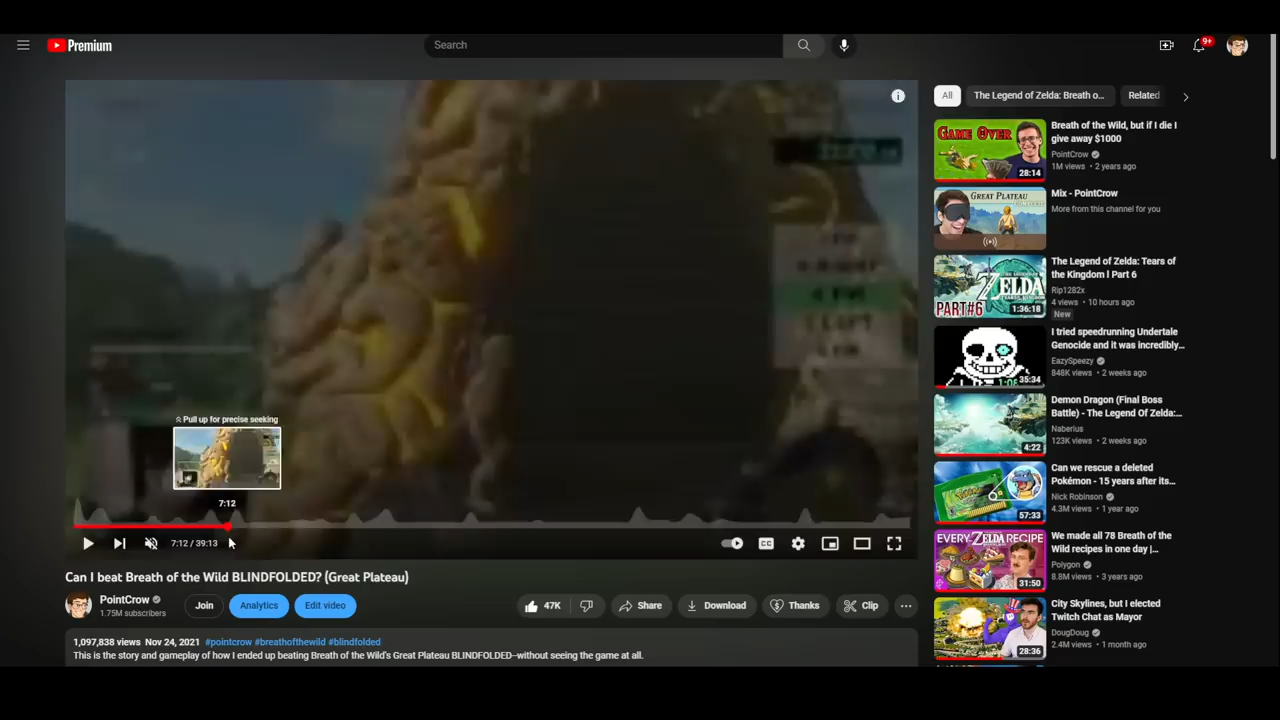 Premium
Search
9+
Pull up for precise seeking
7:12
7:12 / 39:13
CC
Can I beat Breath of the Wild BLINDFOLDED? (Great Plateau)
PointCrow
1.75M subscribers
Join
Analytics
Edit video
47K
Share
Download
Thanks
Clip
1,097,838 views Nov 24, 2021 #pointcrow #breathofthewild #blindfolded
This is the story and gameplay of how I ended up beating Breath of the Wild's Great Plateau BLINDFOLDED–without seeing the game at all.
All
The Legend of Zelda: Breath o...
Related
GAME OVER
28:14
Breath of the Wild, but if I die I
give away $1000
PointCrow
1M views • 2 years ago
GREAT PLATEAU
Mix - PointCrow
More from this channel for you
ZELDA
PART#6
1:36:18
The Legend of Zelda: Tears of
the Kingdom l Part 6
Rip1282x
4 views • 10 hours ago
New
35:34
I tried speedrunning Undertale
Genocide and it was incredibly...
EazySpeezy
848K views • 2 weeks ago
4:22
Demon Dragon (Final Boss
Battle) - The Legend Of Zelda:...
Naberius
123K views • 2 weeks ago
57:33
Can we rescue a deleted
Pokémon - 15 years after its...
Nick Robinson
4.3M views • 1 year ago
EVERY ZELDA RECIPE
31:50
We made all 78 Breath of the
Wild recipes in one day |...
Polygon
8.8M views • 3 years ago
28:36
City Skylines, but I elected
Twitch Chat as Mayor
DougDoug
2.4M views • 1 month ago